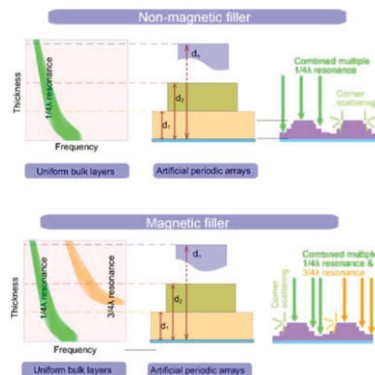 Non-magnetic filler
Thickness
1/4λ resonance
Frequency
Uniform bulk layers
dₙ
d₂
d₁
Artificial periodic arrays
Combined multiple
1/4λ resonance
Corner
scattering
Magnetic filler
Thickness
1/4λ resonance
3/4λ resonance
Frequency
Uniform bulk layers
dₙ
d₂
d₁
Artificial periodic arrays
Corner
scattering
Combined multiple
1/4λ resonance &
3/4λ resonance